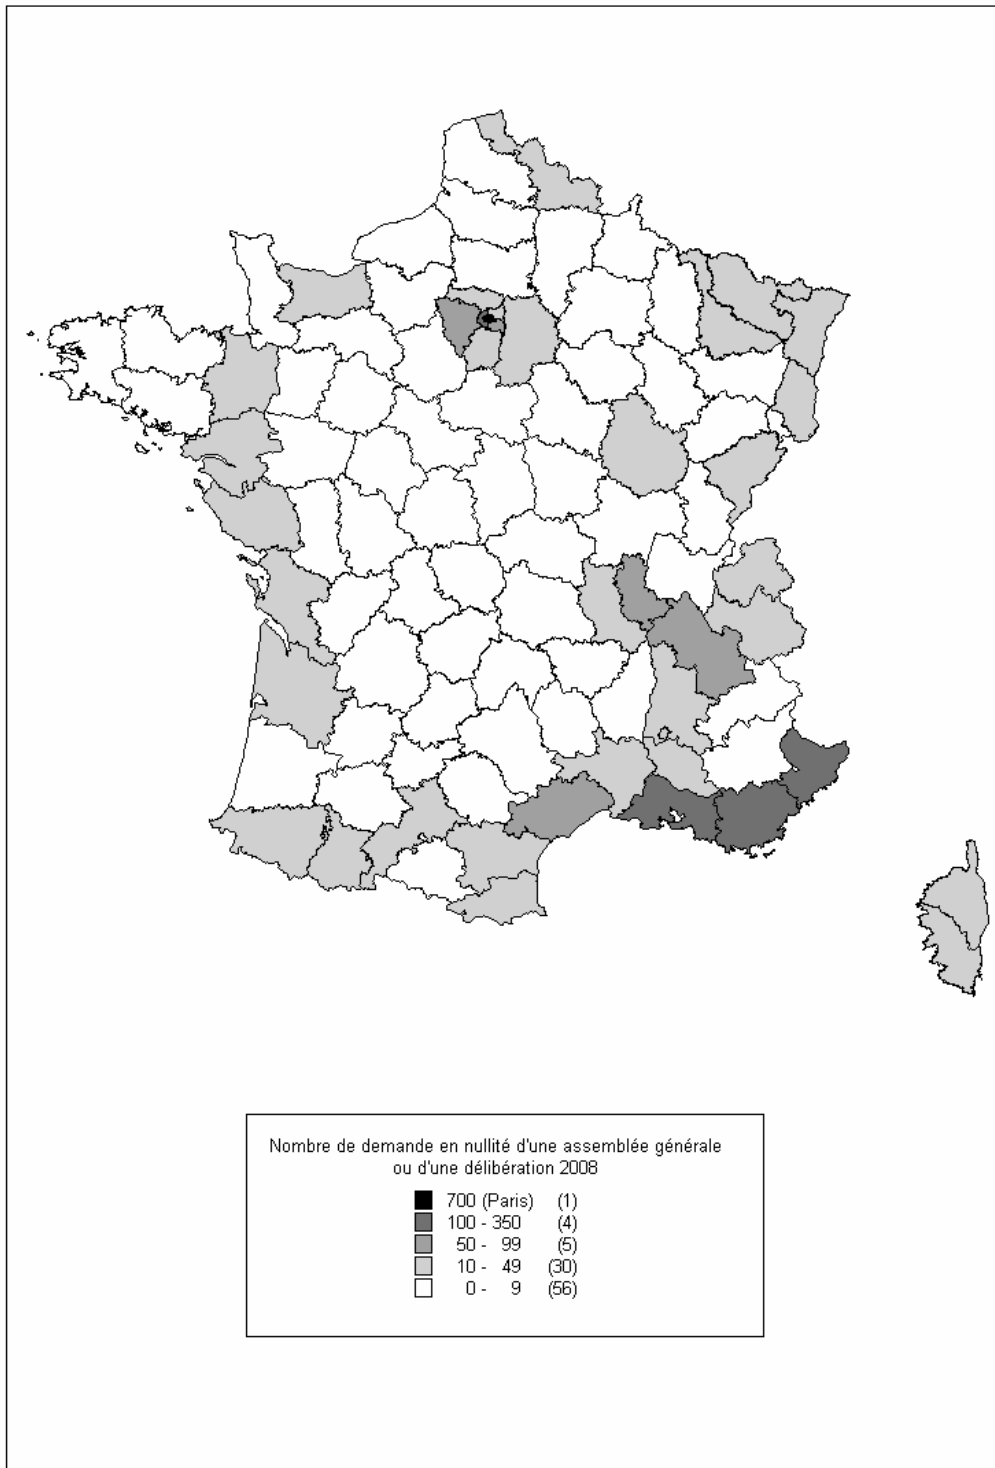 Nombre de demande en nullité d'une assemblée générale
ou d'une délibération 2008
700 (Paris) (1)
100 - 350 (4)
50 - 99 (5)
10 - 49 (30)
0 - 9 (56)